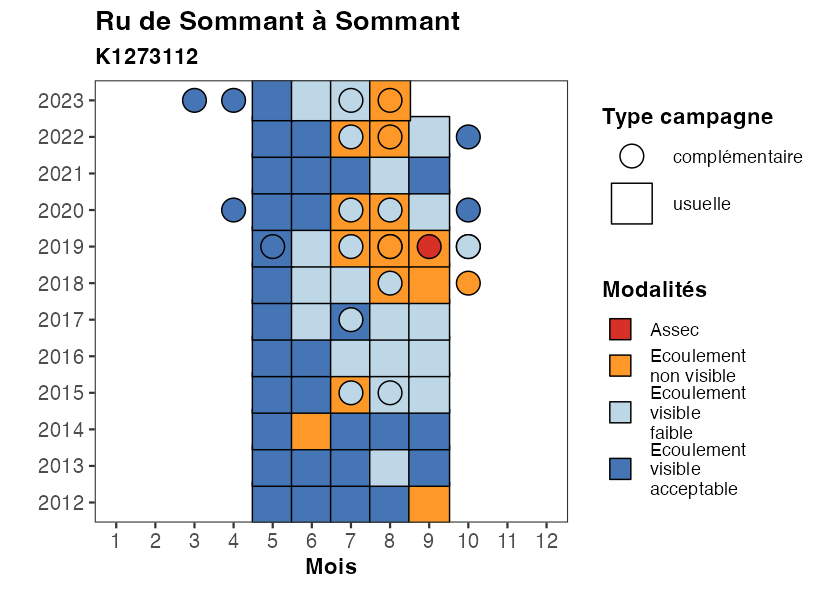 Ru de Sommant à Sommant
K1273112
2023
2022
2021
2020
2019
2018
2017
2016
2015
2014
2013
2012
1 2 3 4 5 6 7 8 9 10 11 12
Mois
Type campagne
complémentaire
usuelle
Modalités
Assec
Ecoulement
non visible
Ecoulement
visible
faible
Ecoulement
visible
acceptable